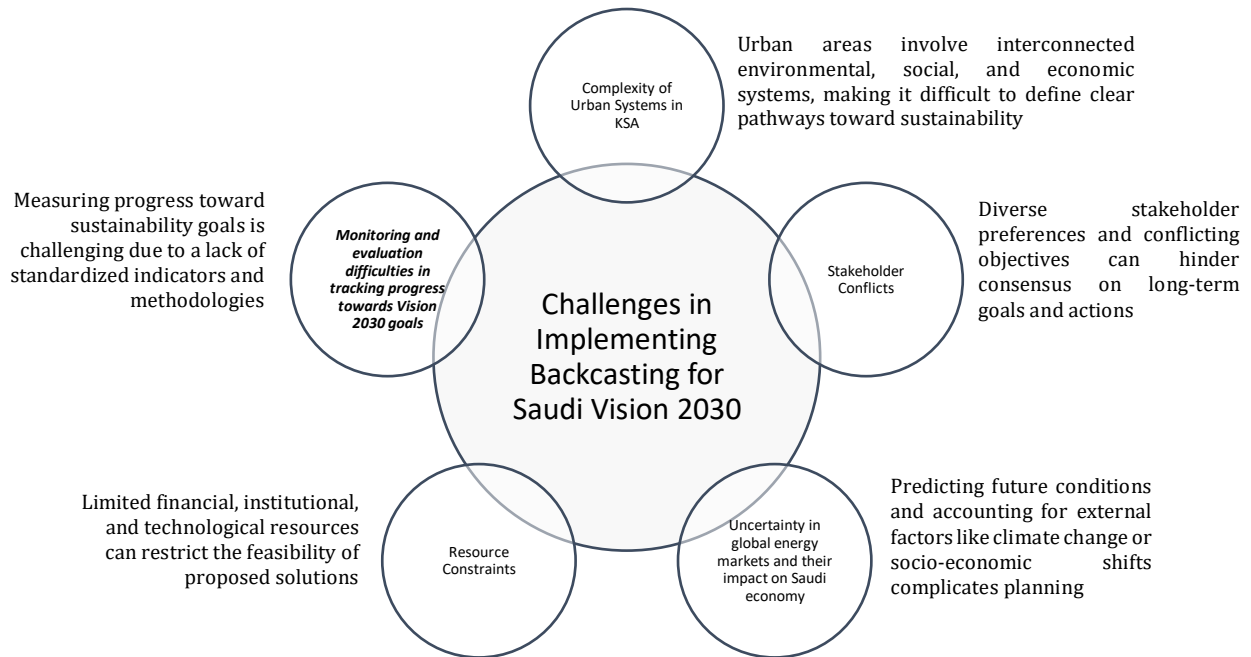 Complexity of
Urban Systems in
KSA
Urban areas involve interconnected
environmental, social, and economic
systems, making it difficult to define clear
pathways toward sustainability
Measuring progress toward
sustainability goals is
challenging due to a lack of
standardized indicators and
methodologies
Monitoring and
evaluation
difficulties in
tracking progress
towards Vision
2030 goals
Stakeholder
Conflicts
Diverse stakeholder
preferences and conflicting
objectives can hinder
consensus on long-term
goals and actions
Challenges in
Implementing
Backcasting for
Saudi Vision 2030
Limited financial, institutional,
and technological resources
can restrict the feasibility of
proposed solutions
Resource
Constraints
Uncertainty in
global energy
markets and their
impact on Saudi
economy
Predicting future conditions
and accounting for external
factors like climate change or
socio-economic shifts
complicates planning